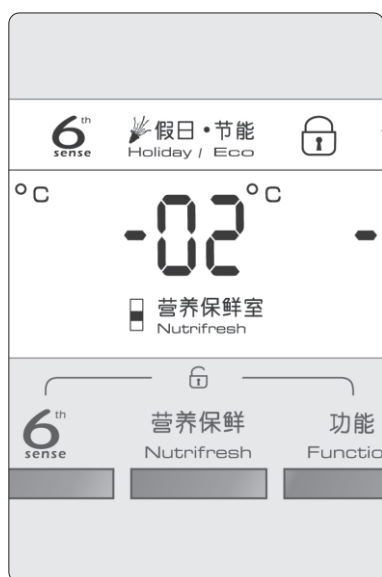 6th sense
假日·节能
Holiday / Eco
°C
-02°C
-
营养保鲜室
Nutrifresh
6th sense
营养保鲜
Nutrifresh
功能
Functio